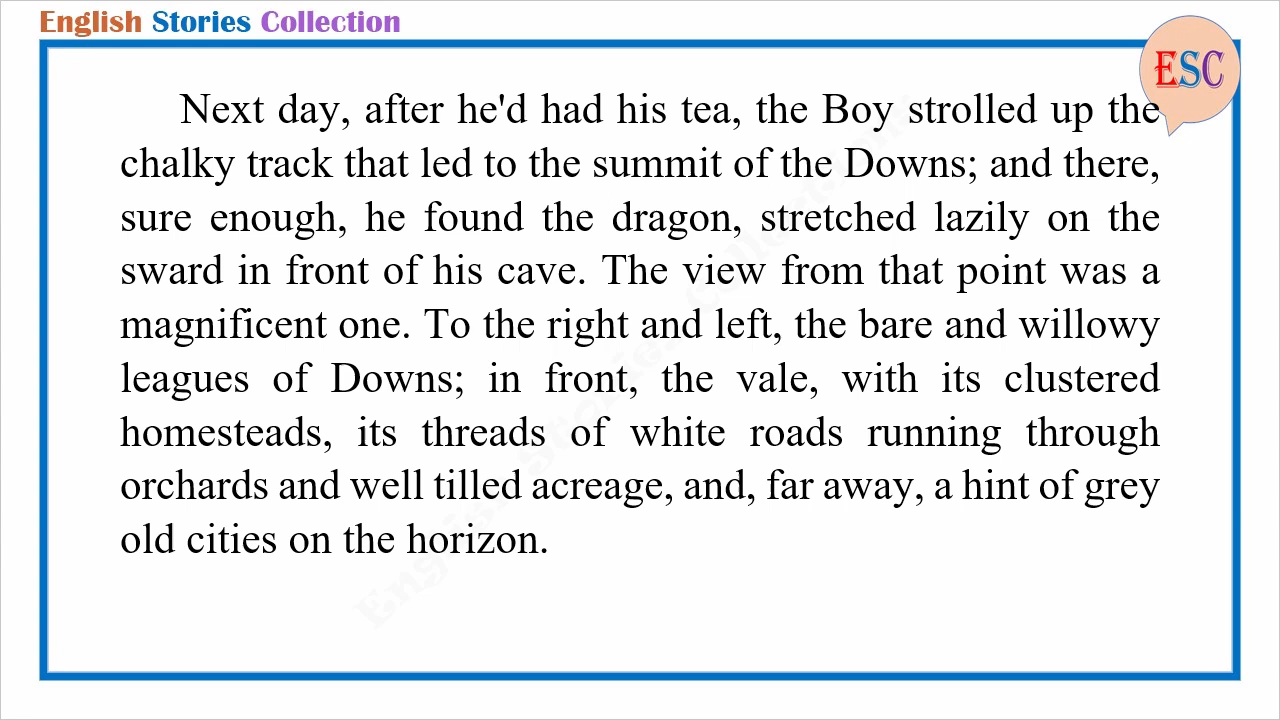 English Stories Collection
ESC
Next day, after he'd had his tea, the Boy strolled up the
chalky track that led to the summit of the Downs; and there,
sure enough, he found the dragon, stretched lazily on the
sward in front of his cave. The view from that point was a
magnificent one. To the right and left, the bare and willowy
leagues of Downs; in front, the vale, with its clustered
homesteads, its threads of white roads running through
orchards and well tilled acreage, and, far away, a hint of grey
old cities on the horizon.
English Stories Collections